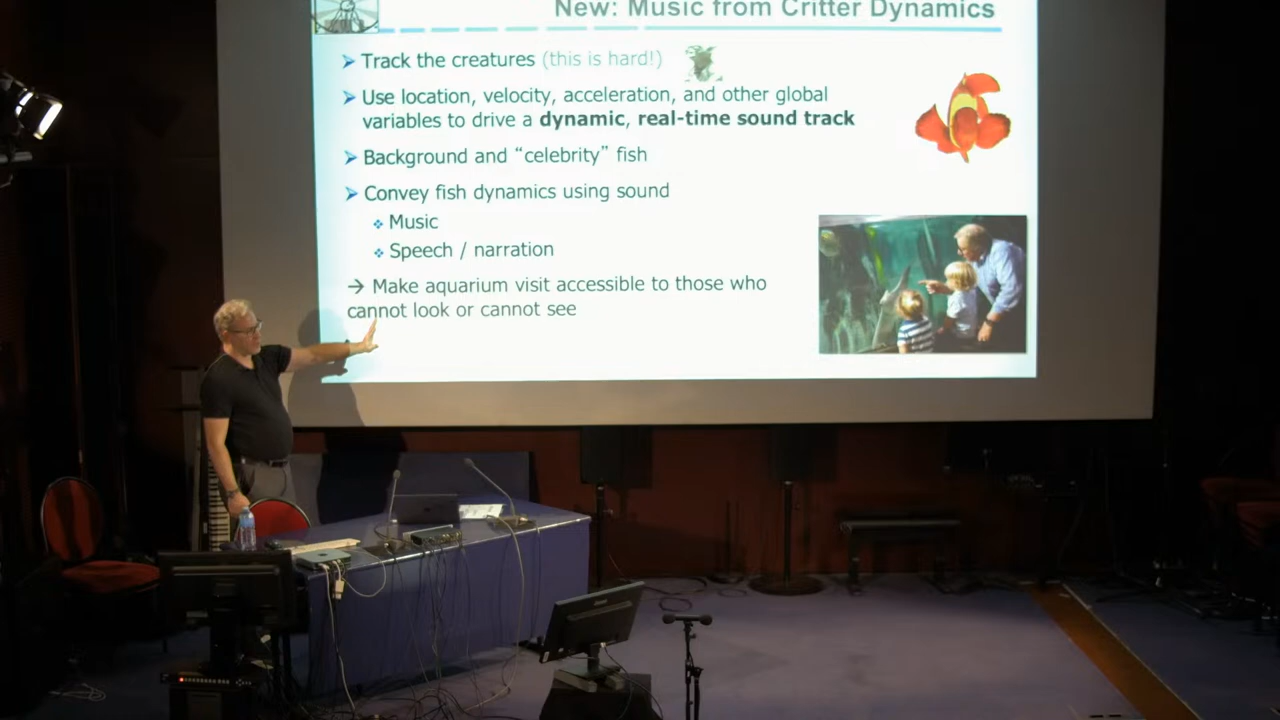 New: Music from Critter Dynamics
Track the creatures (this is hard!)
Use location, velocity, acceleration, and other global
variables to drive a dynamic, real-time sound track
Background and “celebrity” fish
Convey fish dynamics using sound
Music
Speech / narration
→ Make aquarium visit accessible to those who
cannot look or cannot see